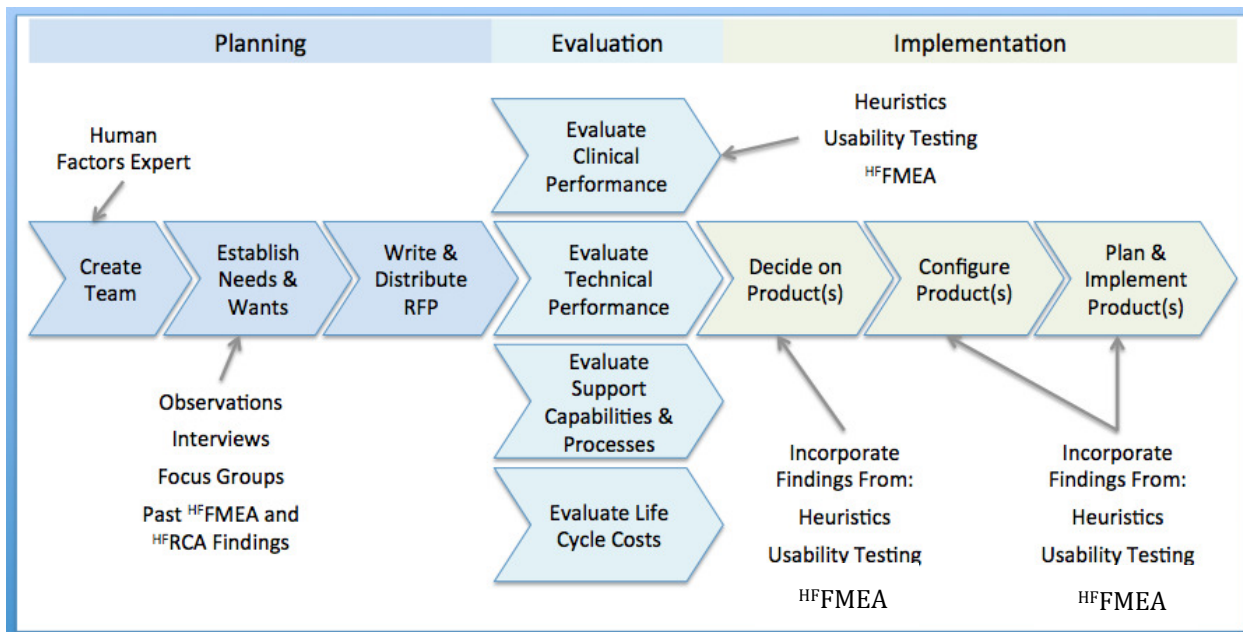 Planning
Evaluation
Implementation
Human
Factors Expert
Evaluate
Clinical
Performance
Heuristics
Usability Testing
HFFMEA
Create
Team
Establish
Needs &
Wants
Write &
Distribute
RFP
Evaluate
Technical
Performance
Decide on
Product(s)
Configure
Product(s)
Plan &
Implement
Product(s)
Observations
Interviews
Focus Groups
Past HFFMEA and
HFRCA Findings
Evaluate
Support
Capabilities &
Processes
Evaluate Life
Cycle Costs
Incorporate
Findings From:
Heuristics
Usability Testing
HFFMEA
Incorporate
Findings From:
Heuristics
Usability Testing
HFFMEA